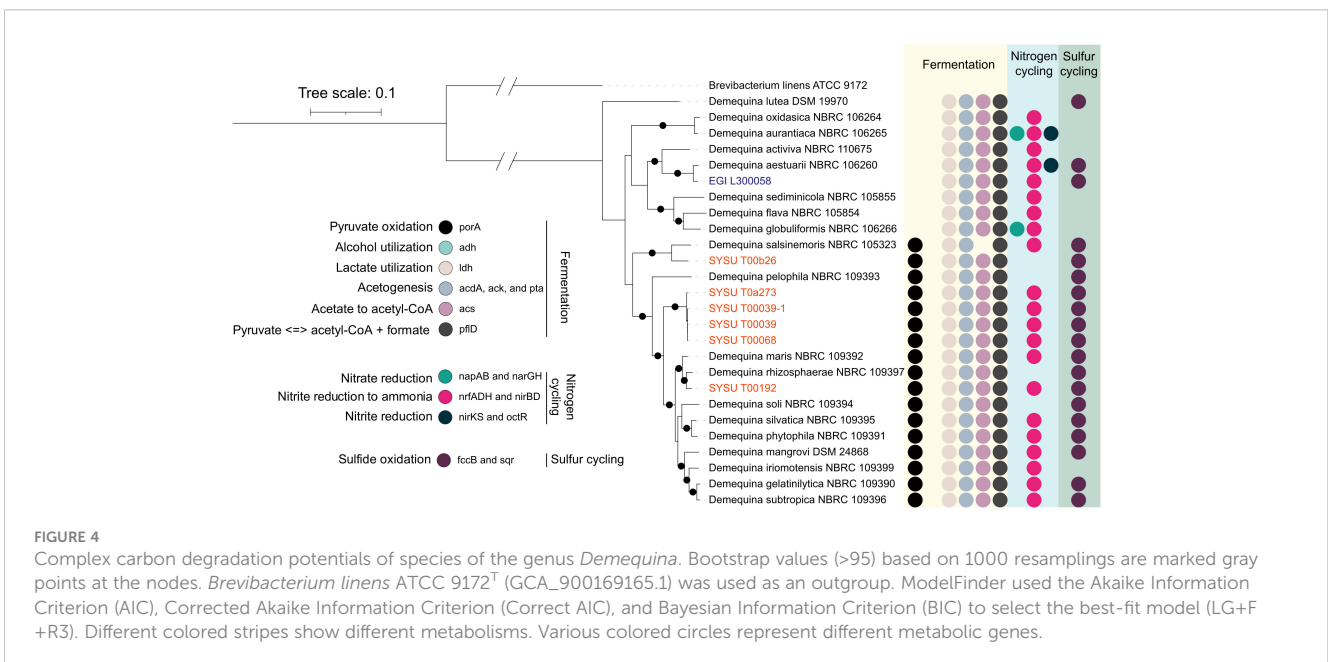 Fermentation
Nitrogen cycling
Sulfur cycling
Tree scale: 0.1
Brevibacterium linens ATCC 9172
Demequina lutea DSM 19970
Demequina oxidasica NBRC 106264
Demequina aurantiaca NBRC 106265
Demequina activiva NBRC 110675
Demequina aestuarii NBRC 106260
EGI L300058
Demequina sediminicola NBRC 105855
Demequina flava NBRC 105854
Demequina globuliformis NBRC 106266
Demequina salsinemoris NBRC 105323
SYSU T00b26
Demequina pelophila NBRC 109393
SYSU T0a273
SYSU T00039-1
SYSU T00039
SYSU T00068
Demequina maris NBRC 109392
Demequina rhizosphaerae NBRC 109397
SYSU T00192
Demequina soli NBRC 109394
Demequina silvatica NBRC 109395
Demequina phytophila NBRC 109391
Demequina mangrovi DSM 24868
Demequina iriomotensis NBRC 109399
Demequina gelatinilytica NBRC 109390
Demequina subtropica NBRC 109396
Pyruvate oxidation porA
Alcohol utilization adh
Lactate utilization ldh
Acetogenesis acdA, ack, and pta
Acetate to acetyl-CoA acs
Pyruvate <=> acetyl-CoA + formate pflD
Fermentation
Nitrate reduction napAB and narGH
Nitrite reduction to ammonia nrfADH and nirBD
Nitrite reduction nirKS and octR
Nitrogen cycling
Sulfide oxidation fccB and sqr Sulfur cycling
FIGURE 4
Complex carbon degradation potentials of species of the genus Demequina. Bootstrap values (>95) based on 1000 resamplings are marked gray
points at the nodes. Brevibacterium linens ATCC 9172T (GCA_900169165.1) was used as an outgroup. ModelFinder used the Akaike Information
Criterion (AIC), Corrected Akaike Information Criterion (Correct AIC), and Bayesian Information Criterion (BIC) to select the best-fit model (LG+F
+R3). Different colored stripes show different metabolisms. Various colored circles represent different metabolic genes.